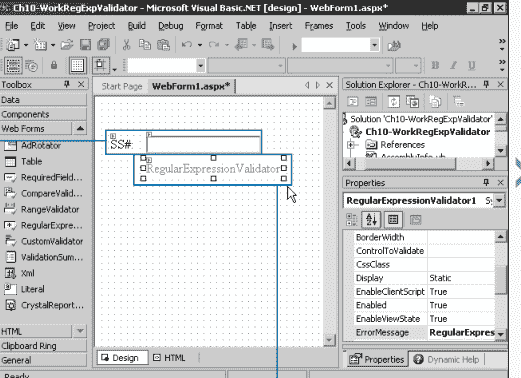 Ch10-WorkRegExpValidator - Microsoft Visual Basic.NET [design] - WebForm1.aspx*
File Edit View Project Build Debug Format Table Insert Frames Tools Window Help
B I U
Toolbox
Data
Components
Web Forms
AdRotator
Table
RequiredField...
CompareValid...
RangeValidator
RegularExpre...
CustomValidator
ValidationSum...
Xml
Literal
CrystalReport...
HTML
Clipboard Ring
General
Start Page WebForm1.aspx*
SS#:
RegularExpressionValidator
Design HTML
Solution Explorer - Ch10-WorkR...
Solution 'Ch10-WorkRegExpValidator'
Ch10-WorkRegExpValidator
References
AssemblyInfo.vb
Properties
RegularExpressionValidator1 Sy
BorderWidth
ControlToValidate
CssClass
Display Static
EnableClientScript True
Enabled True
EnableViewState True
ErrorMessage RegularExpres
Properties Dynamic Help
Ready